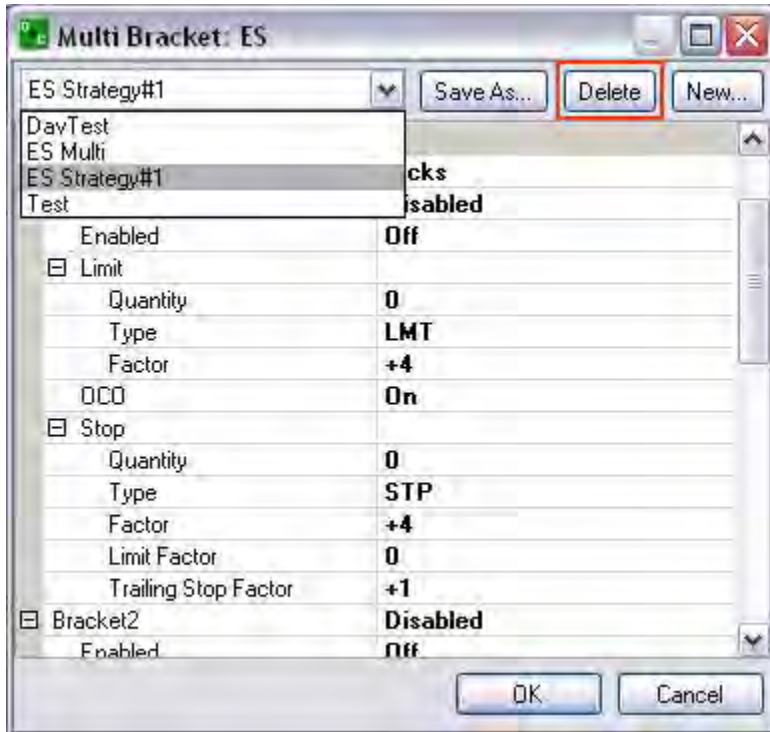 Multi Bracket: ES
ES Strategy#1 Save As... Delete New...
DavTest
ES Multi
ES Strategy#1 cks
Test isabled
Enabled Off
Limit
Quantity 0
Type LMT
Factor +4
OCO On
Stop
Quantity 0
Type STP
Factor +4
Limit Factor 0
Trailing Stop Factor +1
Bracket2 Disabled
Enabled Off
OK Cancel